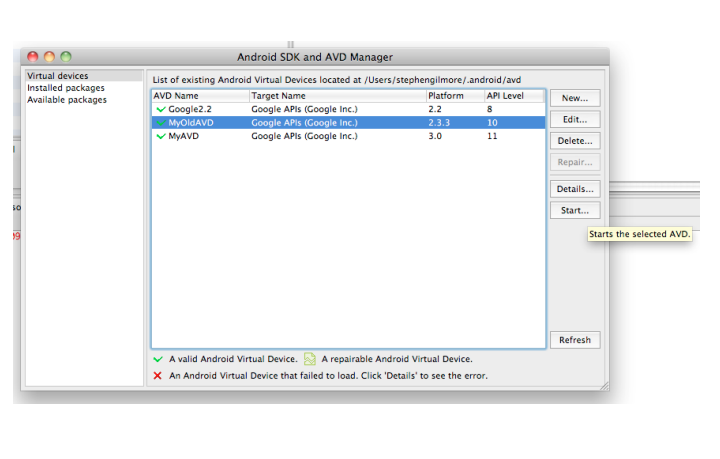 Android SDK and AVD Manager
Virtual devices
Installed packages
Available packages
List of existing Android Virtual Devices located at /Users/stephengilmore/.android/avd
AVD Name Target Name Platform API Level
Google2.2 Google APIs (Google Inc.) 2.2 8
MyOldAVD Google APIs (Google Inc.) 2.3.3 10
MyAVD Google APIs (Google Inc.) 3.0 11
New...
Edit...
Delete...
Repair...
Details...
Start...
Starts the selected AVD.
Refresh
A valid Android Virtual Device. A repairable Android Virtual Device.
An Android Virtual Device that failed to load. Click 'Details' to see the error.